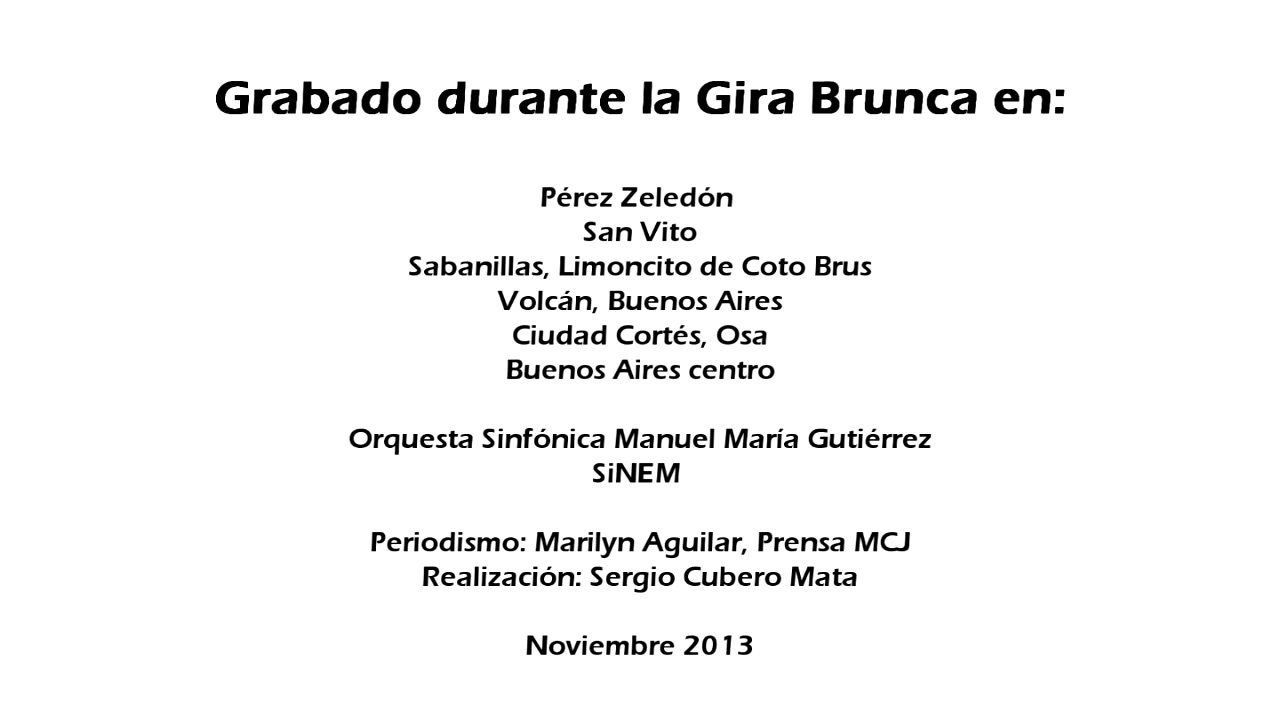 Grabado durante la Gira Brunca en:
Pérez Zeledón
San Vito
Sabanillas, Limoncito de Coto Brus
Volcán, Buenos Aires
Ciudad Cortés, Osa
Buenos Aires centro
Orquesta Sinfónica Manuel María Gutiérrez
SiNEM
Periodismo: Marilyn Aguilar, Prensa MCJ
Realización: Sergio Cubero Mata
Noviembre 2013